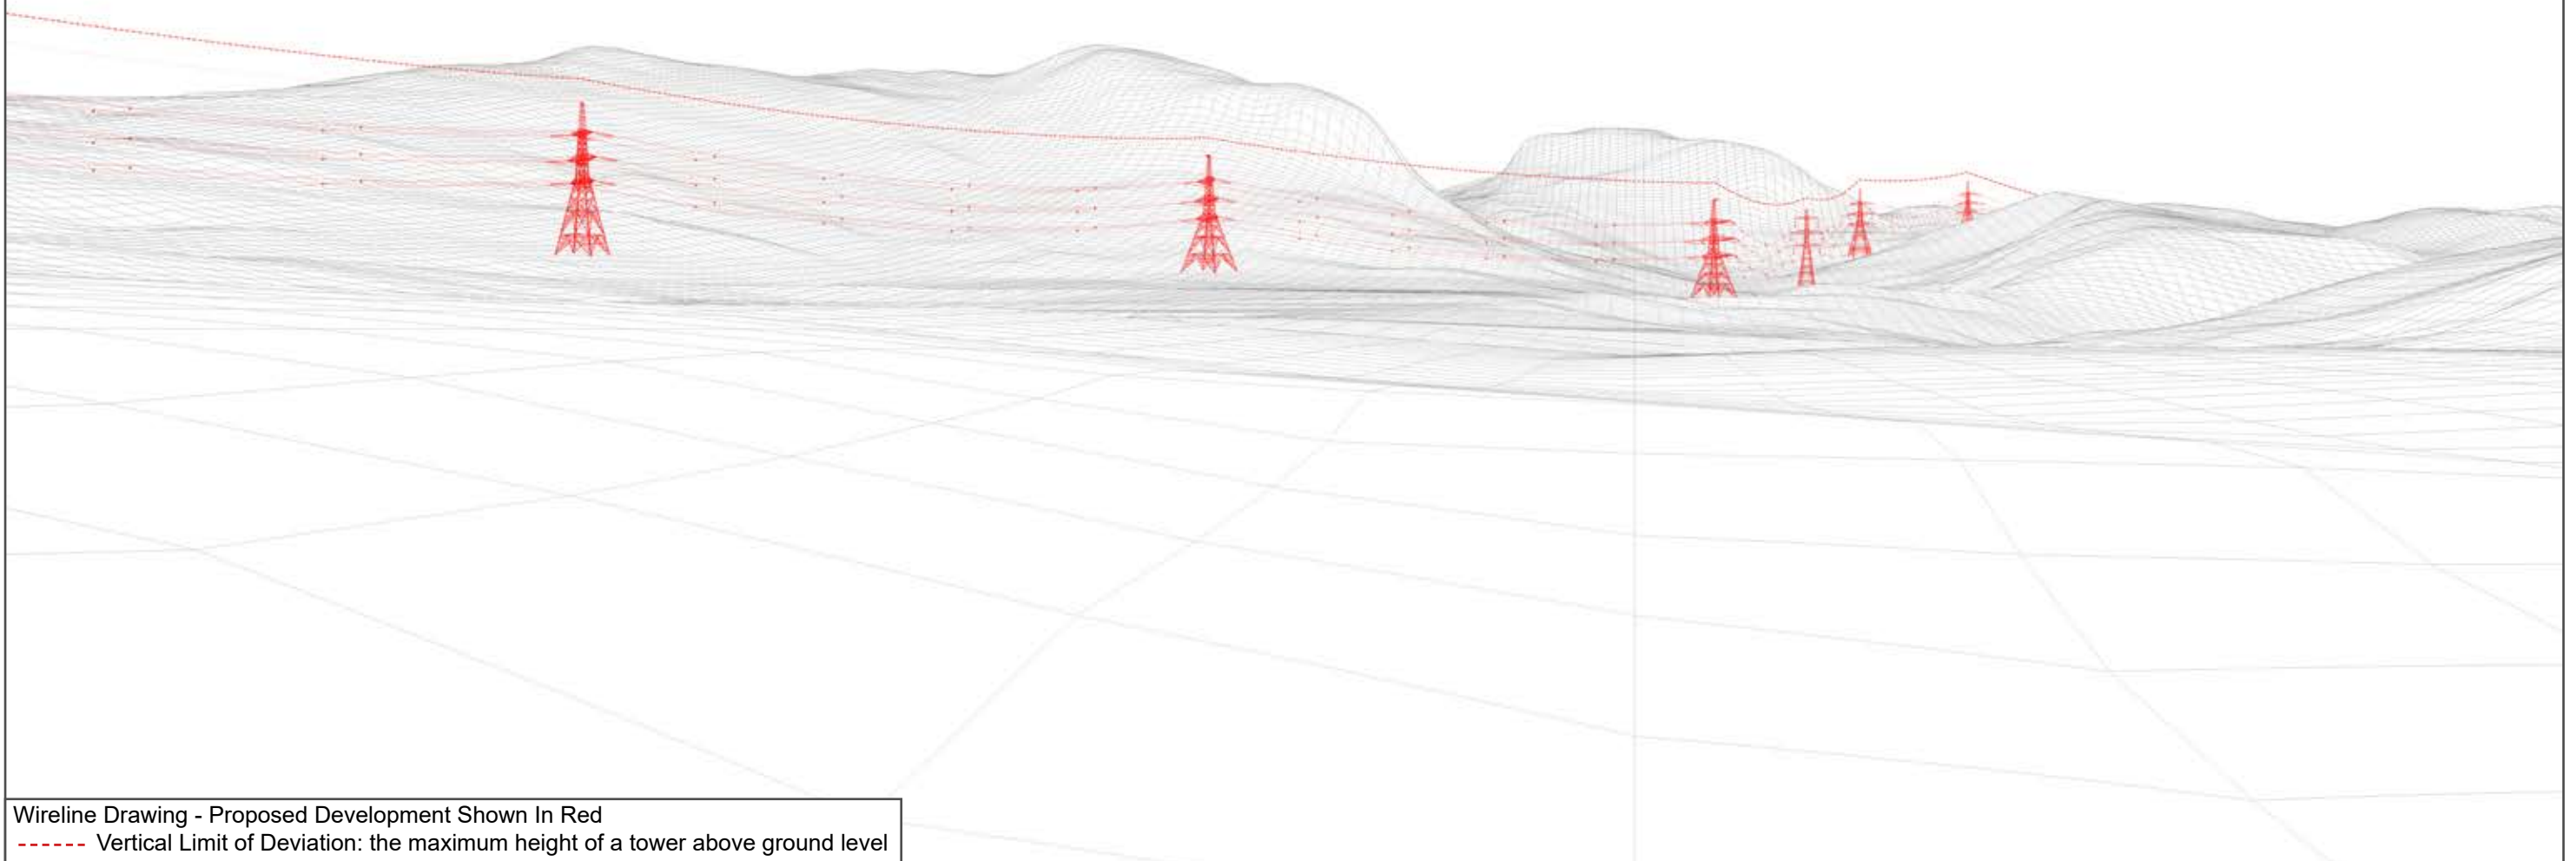 Wireline Drawing - Proposed Development Shown In Red
Vertical Limit of Deviation: the maximum height of a tower above ground level